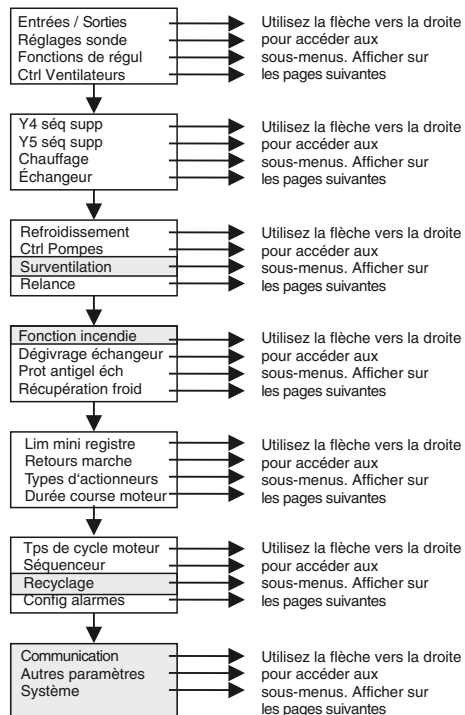 Entrées / Sorties
Réglages sonde
Fonctions de régul
Ctrl Ventilateurs
Utilisez la flèche vers la droite
pour accéder aux
sous-menus. Afficher sur
les pages suivantes
Y4 séq supp
Y5 séq supp
Chauffage
Échangeur
Utilisez la flèche vers la droite
pour accéder aux
sous-menus. Afficher sur
les pages suivantes
Refroidissement
Ctrl Pompes
Surventilation
Relance
Utilisez la flèche vers la droite
pour accéder aux
sous-menus. Afficher sur
les pages suivantes
Fonction incendie
Dégivrage échangeur
Prot antigel éch
Récupération froid
Utilisez la flèche vers la droite
pour accéder aux
sous-menus. Afficher sur
les pages suivantes
Lim mini registre
Retours marche
Types d‘actionneurs
Durée course moteur
Utilisez la flèche vers la droite
pour accéder aux
sous-menus. Afficher sur
les pages suivantes
Tps de cycle moteur
Séquenceur
Recyclage
Config alarmes
Utilisez la flèche vers la droite
pour accéder aux
sous-menus. Afficher sur
les pages suivantes
Communication
Autres paramètres
Système
Utilisez la flèche vers la droite
pour accéder aux
sous-menus. Afficher sur
les pages suivantes